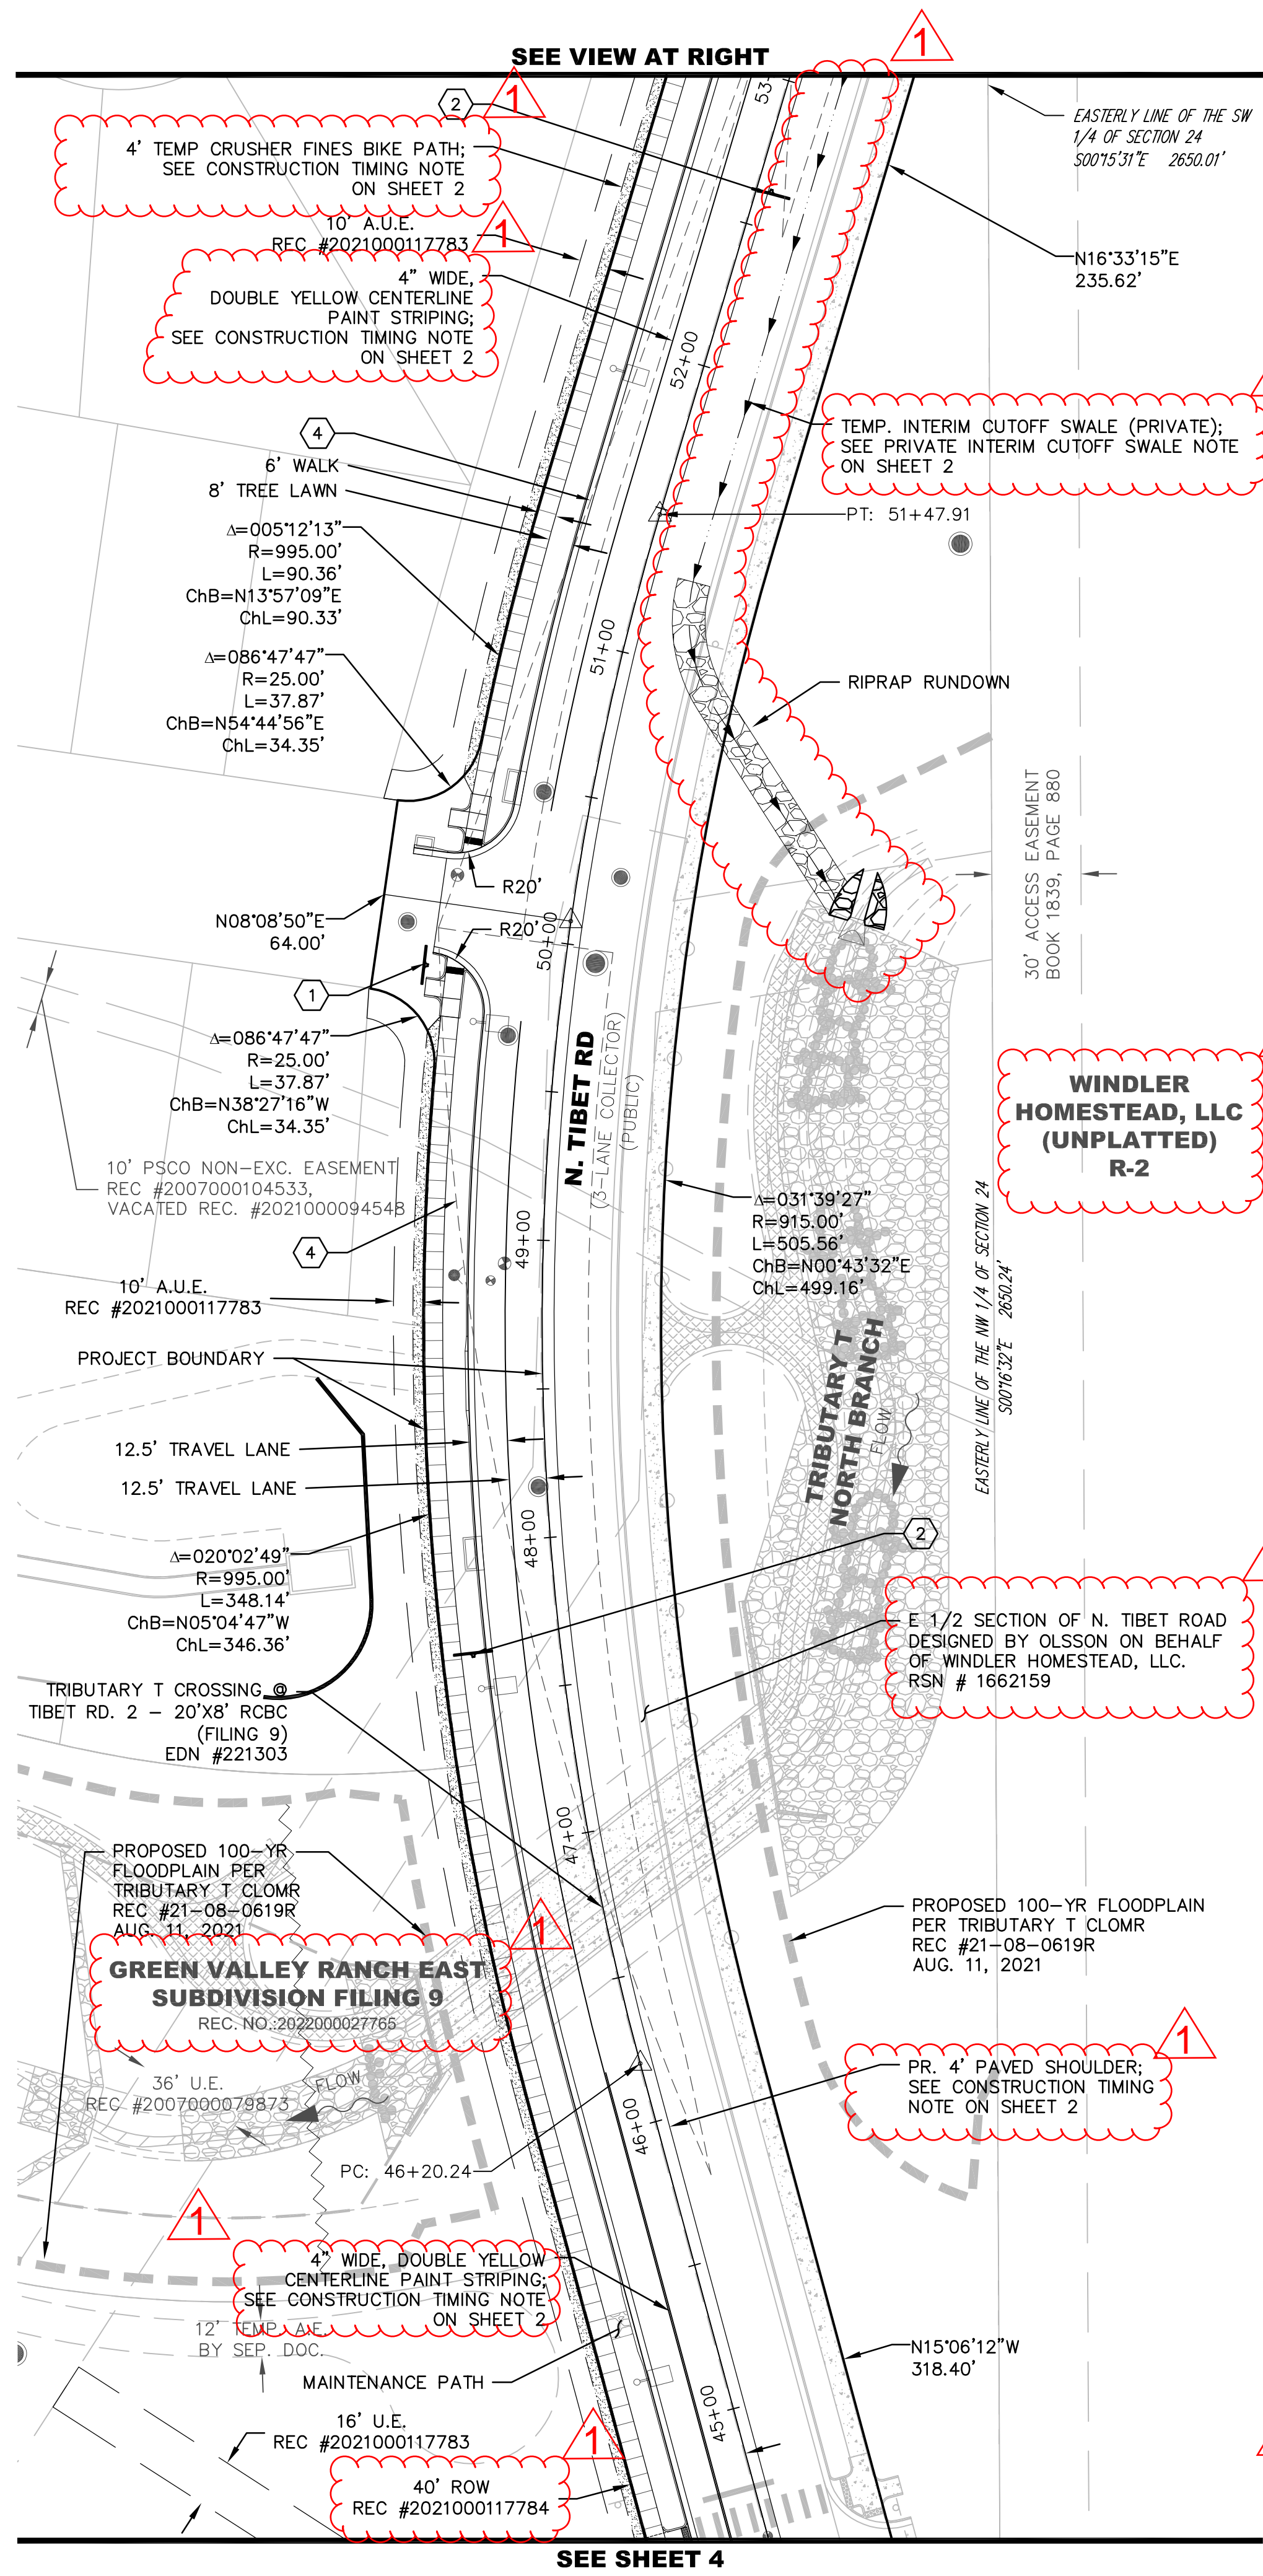 SEE VIEW AT RIGHT
1
2
1
53
4' TEMP CRUSHER FINES BIKE PATH;
SEE CONSTRUCTION TIMING NOTE
ON SHEET 2
EASTERLY LINE OF THE SW
1/4 OF SECTION 24
S00°15'31"E 2650.01'
10' A.U.E.
REC #2021000117783
1
4" WIDE,
DOUBLE YELLOW CENTERLINE
PAINT STRIPING;
SEE CONSTRUCTION TIMING NOTE
ON SHEET 2
N16°33'15"E
235.62'
52+00
4
6' WALK
8' TREE LAWN
TEMP. INTERIM CUTOFF SWALE (PRIVATE);
SEE PRIVATE INTERIM CUTOFF SWALE NOTE
ON SHEET 2
PT: 51+47.91
Δ=005°12'13"
R=995.00'
L=90.36'
ChB=N13°57'09"E
ChL=90.33'
51+00
Δ=086°47'47"
R=25.00'
L=37.87'
ChB=N54°44'56"E
ChL=34.35'
RIPRAP RUNDOWN
30' ACCESS EASEMENT
BOOK 1839, PAGE 880
R20'
N08°08'50"E
64.00'
R20'
50+00
1
Δ=086°47'47"
R=25.00'
L=37.87'
ChB=N38°27'16"W
ChL=34.35'
N. TIBET RD
(3-LANE COLLECTOR)
(PUBLIC)
WINDLER
HOMESTEAD, LLC
(UNPLATTED)
R-2
10' PSCO NON-EXC. EASEMENT
REC #2007000104533,
VACATED REC. #2021000094548
Δ=031°39'27"
R=915.00'
L=505.56'
ChB=N00°43'32"E
ChL=499.16'
49+00
4
10' A.U.E.
REC #2021000117783
EASTERLY LINE OF THE NW 1/4 OF SECTION 24
S00°16'32"E 2650.24'
PROJECT BOUNDARY
TRIBUTARY T
NORTH BRANCH
FLOW
12.5' TRAVEL LANE
12.5' TRAVEL LANE
48+00
2
Δ=020°02'49"
R=995.00'
L=348.14'
ChB=N05°04'47"W
ChL=346.36'
E 1/2 SECTION OF N. TIBET ROAD
DESIGNED BY OLSSON ON BEHALF
OF WINDLER HOMESTEAD, LLC.
RSN # 1662159
TRIBUTARY T CROSSING @
TIBET RD. 2 - 20'X8' RCBC
(FILING 9)
EDN #221303
47+00
PROPOSED 100-YR
FLOODPLAIN PER
TRIBUTARY T CLOMR
REC #21-08-0619R
AUG. 11, 2021
PROPOSED 100-YR FLOODPLAIN
PER TRIBUTARY T CLOMR
REC #21-08-0619R
AUG. 11, 2021
1
GREEN VALLEY RANCH EAST
SUBDIVISION FILING 9
REC. NO.:2022000027765
1
PR. 4' PAVED SHOULDER;
SEE CONSTRUCTION TIMING
NOTE ON SHEET 2
36' U.E.
REC #2007000079873
FLOW
46+00
PC: 46+20.24
1
4" WIDE, DOUBLE YELLOW
CENTERLINE PAINT STRIPING;
SEE CONSTRUCTION TIMING NOTE
ON SHEET 2
12' TEMP. A.E.
BY SEP. DOC.
N15°06'12"W
318.40'
MAINTENANCE PATH
45+00
16' U.E.
REC #2021000117783
1
40' ROW
REC #2021000117784
SEE SHEET 4